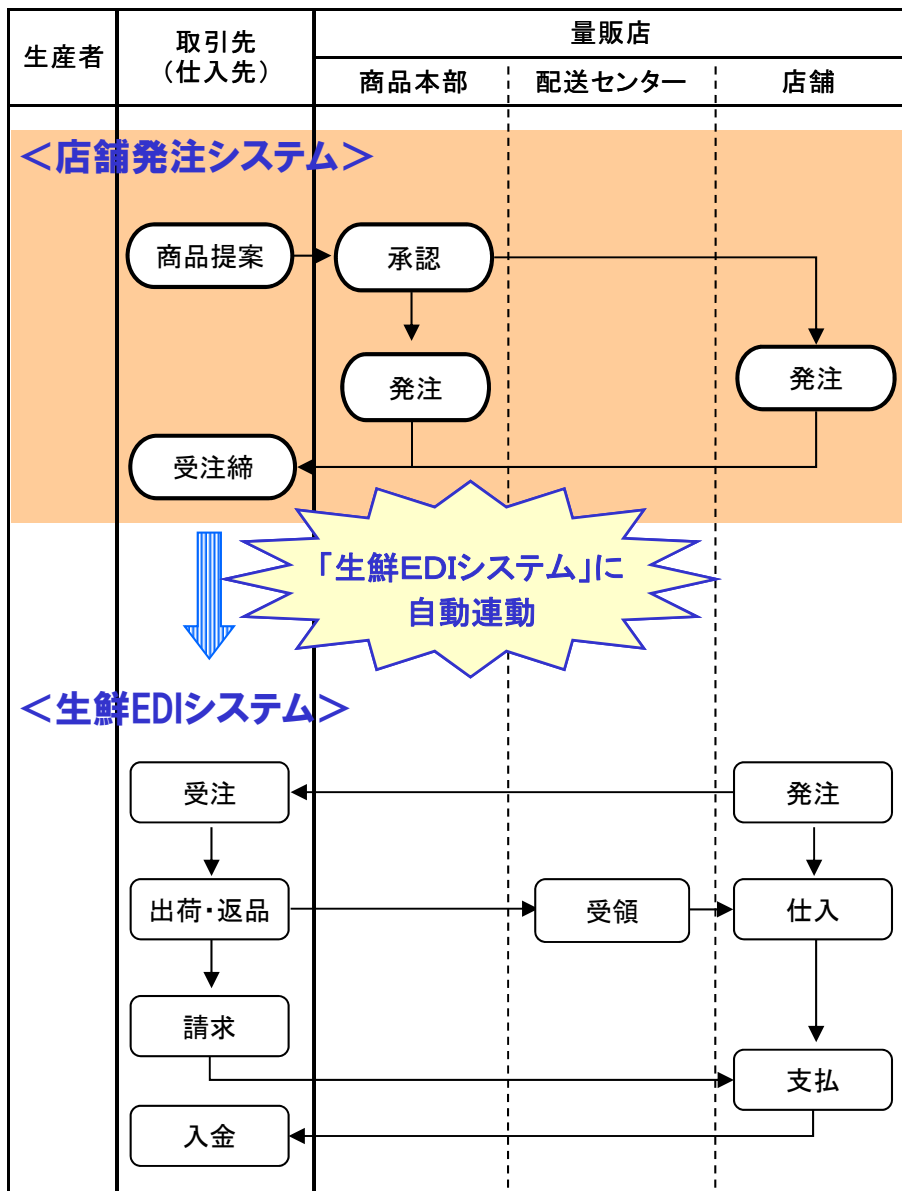 生産者
取引先
（仕入先）
量販店
商品本部
配送センター
店舗
＜店舗発注システム＞
商品提案
承認
発注
発注
受注締
「生鮮EDIシステム」に
自動連動
＜生鮮EDIシステム＞
受注
発注
出荷・返品
受領
仕入
請求
支払
入金